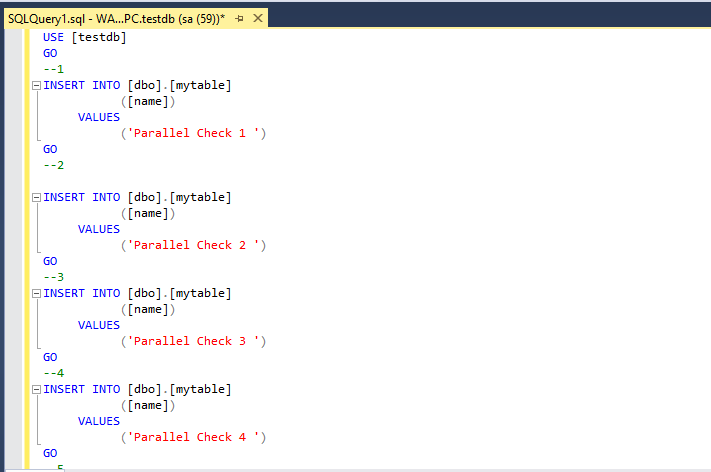 SQLQuery1.sql - WA...PC.testdb (sa (59))*
USE [testdb]
GO
--1
INSERT INTO [dbo].[mytable]
([name])
VALUES
('Parallel Check 1 ')
GO
--2
INSERT INTO [dbo].[mytable]
([name])
VALUES
('Parallel Check 2 ')
GO
--3
INSERT INTO [dbo].[mytable]
([name])
VALUES
('Parallel Check 3 ')
GO
--4
INSERT INTO [dbo].[mytable]
([name])
VALUES
('Parallel Check 4 ')
GO
--5